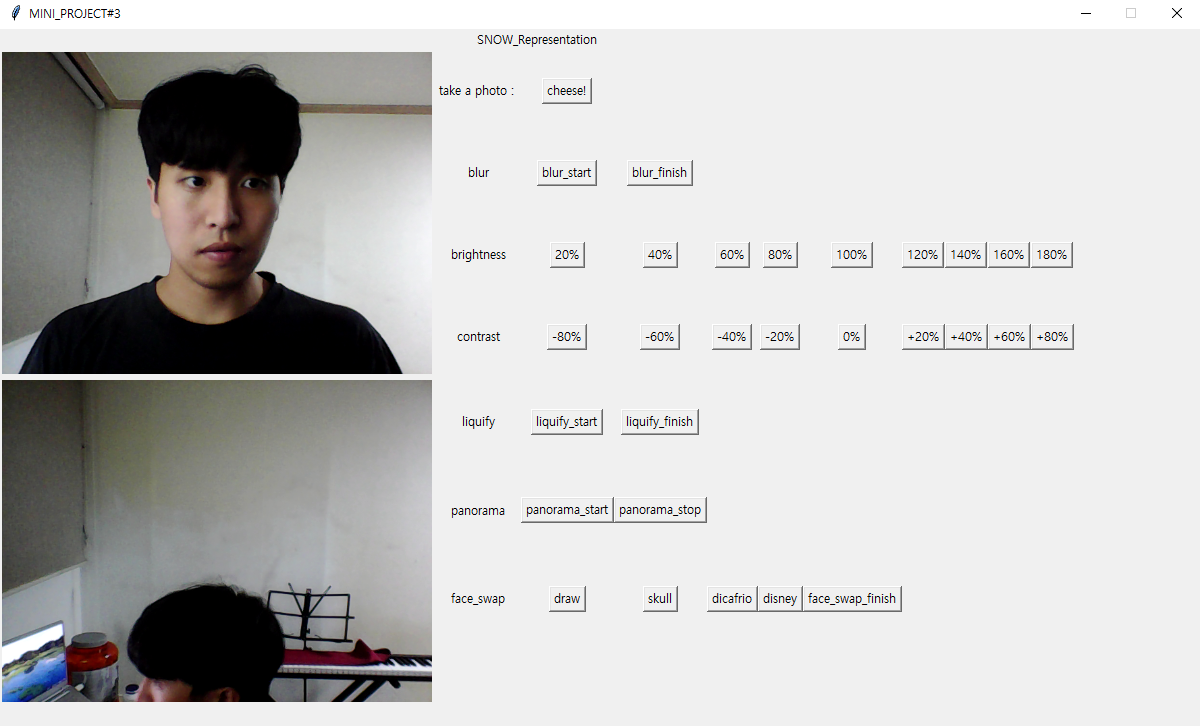 MINI_PROJECT#3
SNOW_Representation
take a photo : cheese!
blur blur_start blur_finish
brightness 20% 40% 60% 80% 100% 120% 140% 160% 180%
contrast -80% -60% -40% -20% 0% +20% +40% +60% +80%
liquify liquify_start liquify_finish
panorama panorama_start panorama_stop
face_swap draw skull dicafrio disney face_swap_finish